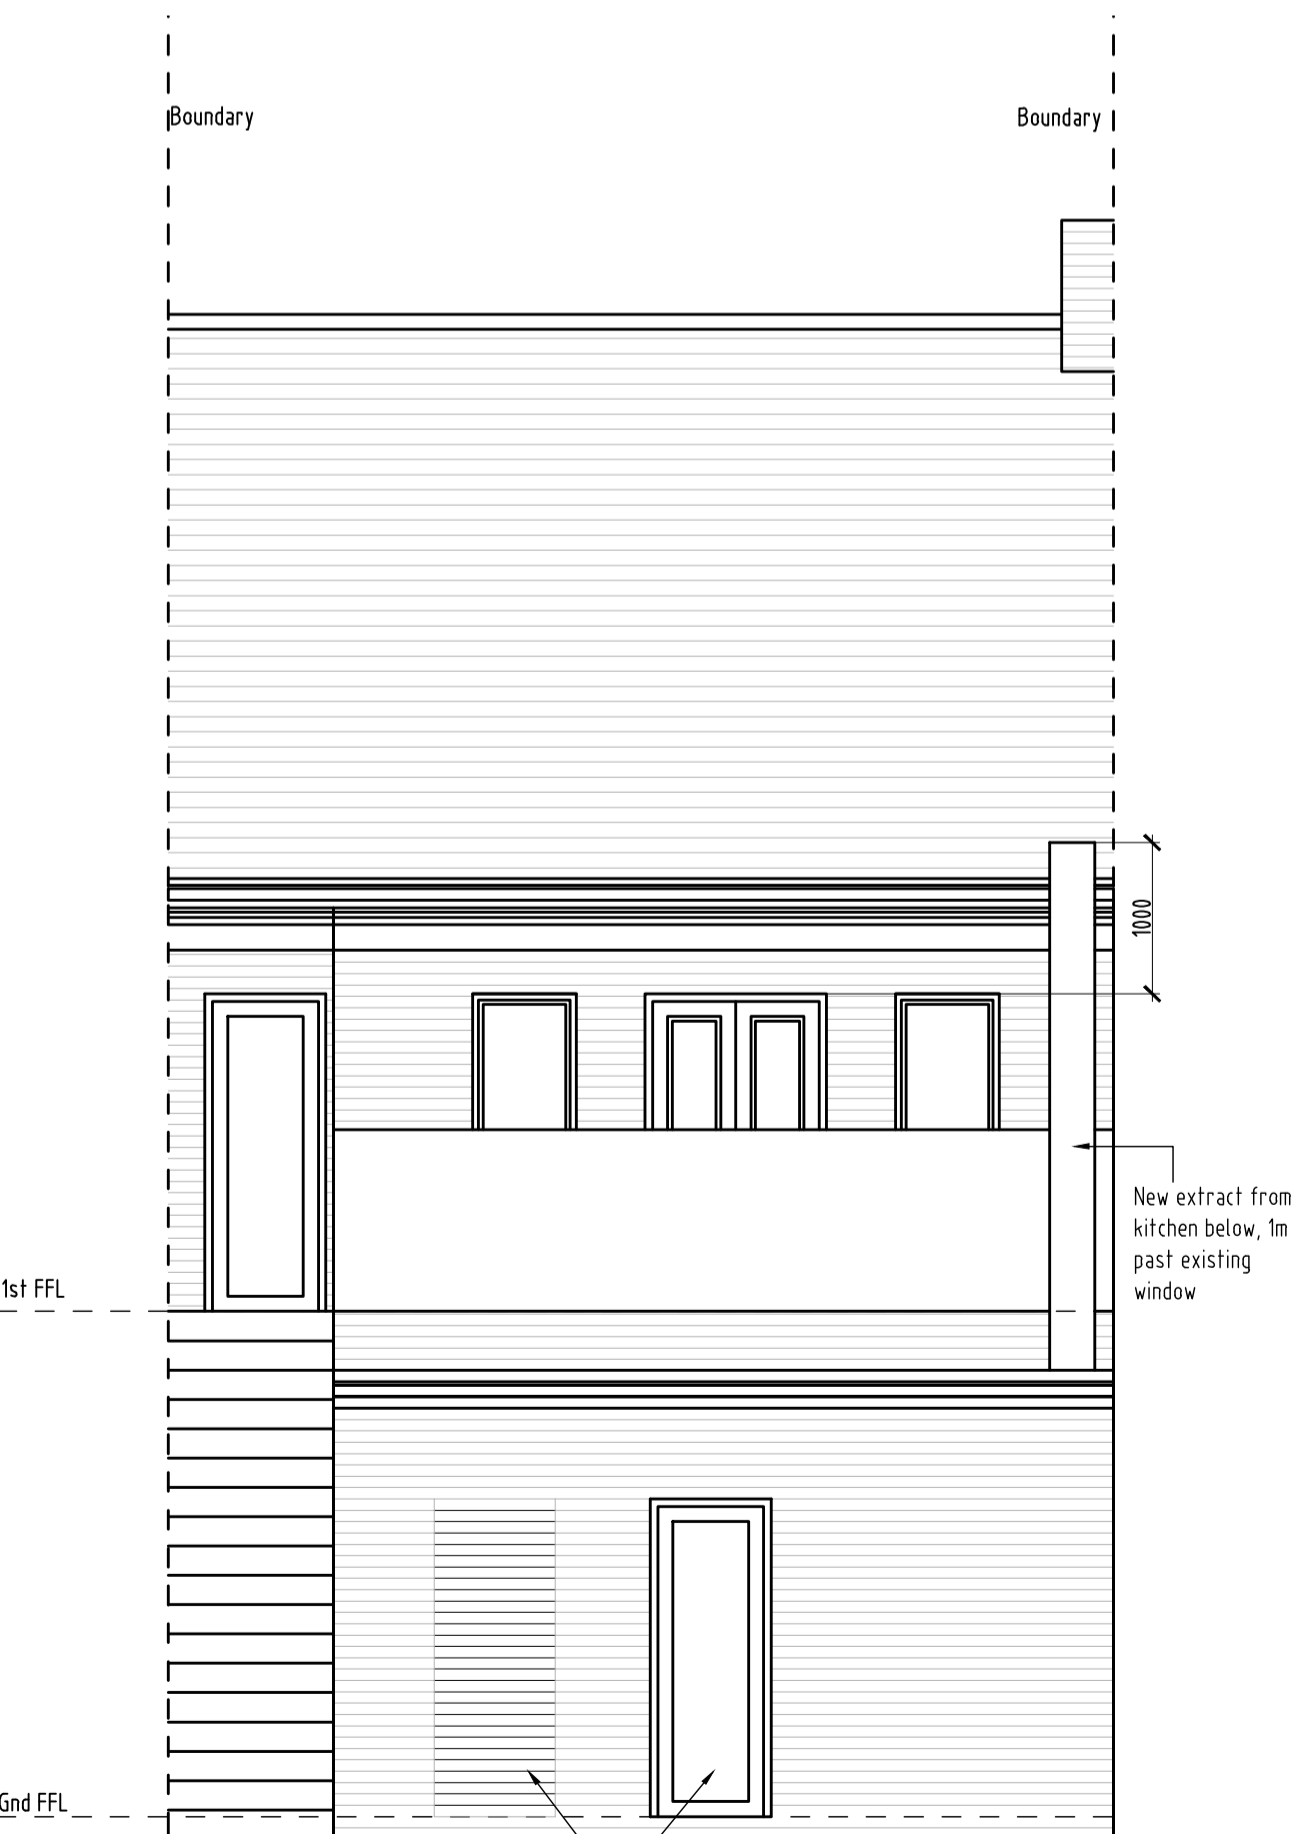 Boundary
Boundary
1000
New extract from
kitchen below, 1m
past existing
window
1st FFL
Gnd FFL